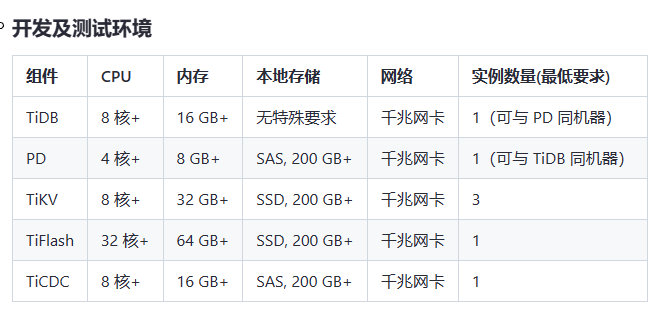 开发及测试环境
组件 CPU 内存 本地存储 网络 实例数量(最低要求)
TiDB 8 核+ 16 GB+ 无特殊要求 千兆网卡 1（可与 PD 同机器）
PD 4 核+ 8 GB+ SAS, 200 GB+ 千兆网卡 1（可与 TiDB 同机器）
TiKV 8 核+ 32 GB+ SSD, 200 GB+ 千兆网卡 3
TiFlash 32 核+ 64 GB+ SSD, 200 GB+ 千兆网卡 1
TiCDC 8 核+ 16 GB+ SAS, 200 GB+ 千兆网卡 1